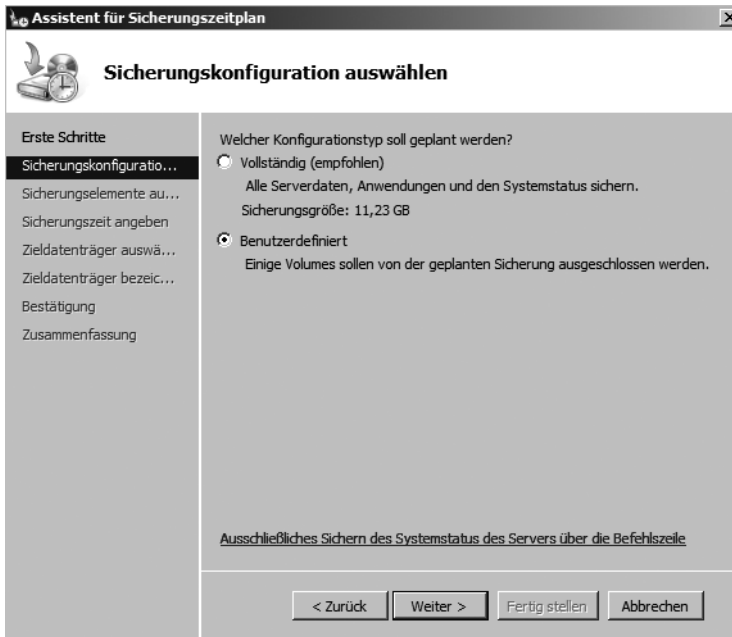 Assistent für Sicherungszeitplan
Sicherungskonfiguration auswählen
Erste Schritte
Sicherungskonfiguratio...
Sicherungselemente au...
Sicherungszeit angeben
Zieldatenträger auswä...
Zieldatenträger bezeic...
Bestätigung
Zusammenfassung
Welcher Konfigurationstyp soll geplant werden?
Vollständig (empfohlen)
Alle Serverdaten, Anwendungen und den Systemstatus sichern.
Sicherungsgröße: 11,23 GB
Benutzerdefiniert
Einige Volumes sollen von der geplanten Sicherung ausgeschlossen werden.
Ausschließliches Sichern des Systemstatus des Servers über die Befehlszeile
< Zurück Weiter > Fertig stellen Abbrechen